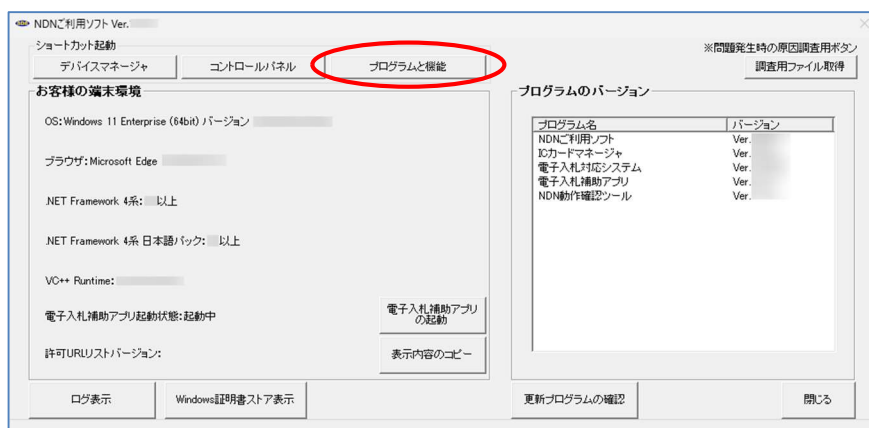 NDNご利用ソフト Ver.
ショートカット起動
※問題発生時の原因調査用ボタン
デバイスマネージャ
コントロールパネル
プログラムと機能
調査用ファイル取得
お客様の端末環境
プログラムのバージョン
OS:Windows 11 Enterprise (64bit) バージョン
ブラウザ:Microsoft Edge
.NET Framework 4系: 以上
.NET Framework 4系 日本語パック: 以上
VC++ Runtime:
電子入札補助アプリ起動状態:起動中
電子入札補助アプリ
の起動
許可URLリストバージョン:
表示内容のコピー
プログラム名 バージョン
NDNご利用ソフト Ver.
ICカードマネージャ Ver.
電子入札対応システム Ver.
電子入札補助アプリ Ver.
NDN動作確認ツール Ver.
ログ表示
Windows証明書ストア表示
更新プログラムの確認
閉じる